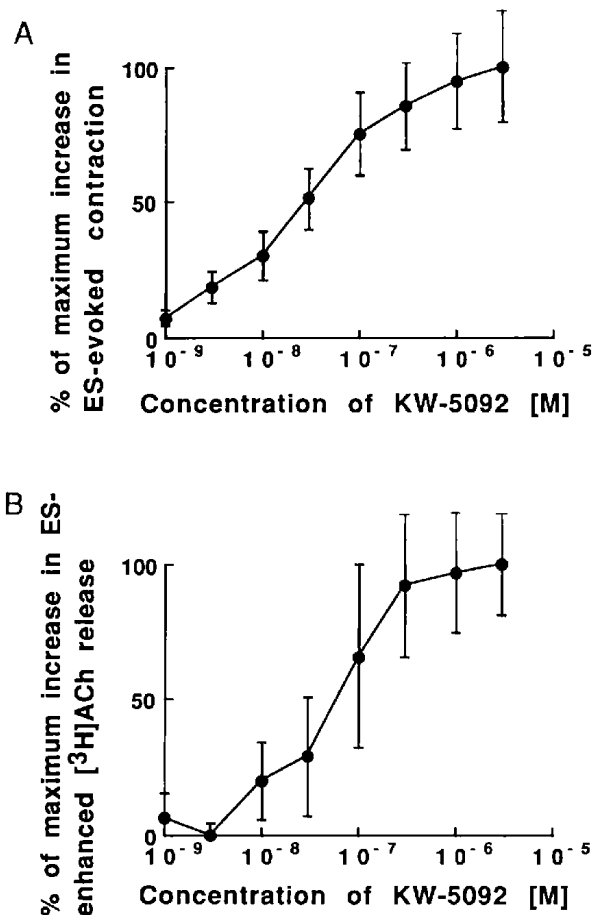 A
% of maximum increase in
ES-evoked contraction
100
50
0
10⁻⁹ 10⁻⁸ 10⁻⁷ 10⁻⁶ 10⁻⁵
Concentration of KW-5092 [M]
B
% of maximum increase in ES-
enhanced [³H]ACh release
100
50
0
10⁻⁹ 10⁻⁸ 10⁻⁷ 10⁻⁶ 10⁻⁵
Concentration of KW-5092 [M]